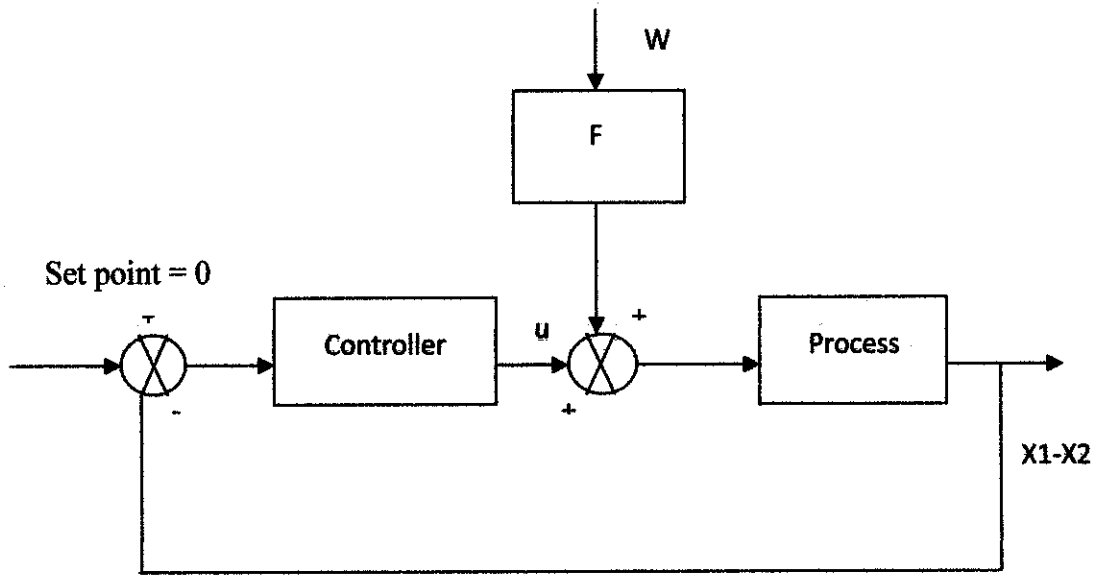 W
F
Set point = 0
+
-
Controller
u
+
+
Process
X1-X2